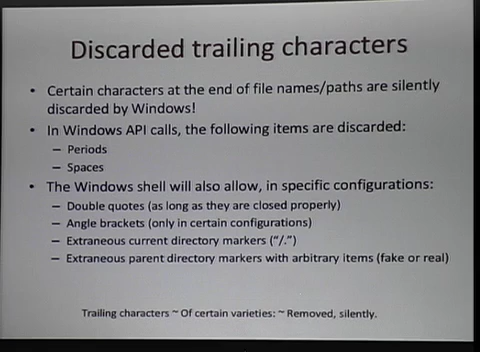 Discarded trailing characters
• Certain characters at the end of file names/paths are silently
discarded by Windows!
• In Windows API calls, the following items are discarded:
– Periods
– Spaces
• The Windows shell will also allow, in specific configurations:
– Double quotes (as long as they are closed properly)
– Angle brackets (only in certain configurations)
– Extraneous current directory markers (“/.”)
– Extraneous parent directory markers with arbitrary items (fake or real)
Trailing characters ~ Of certain varieties: ~ Removed, silently.